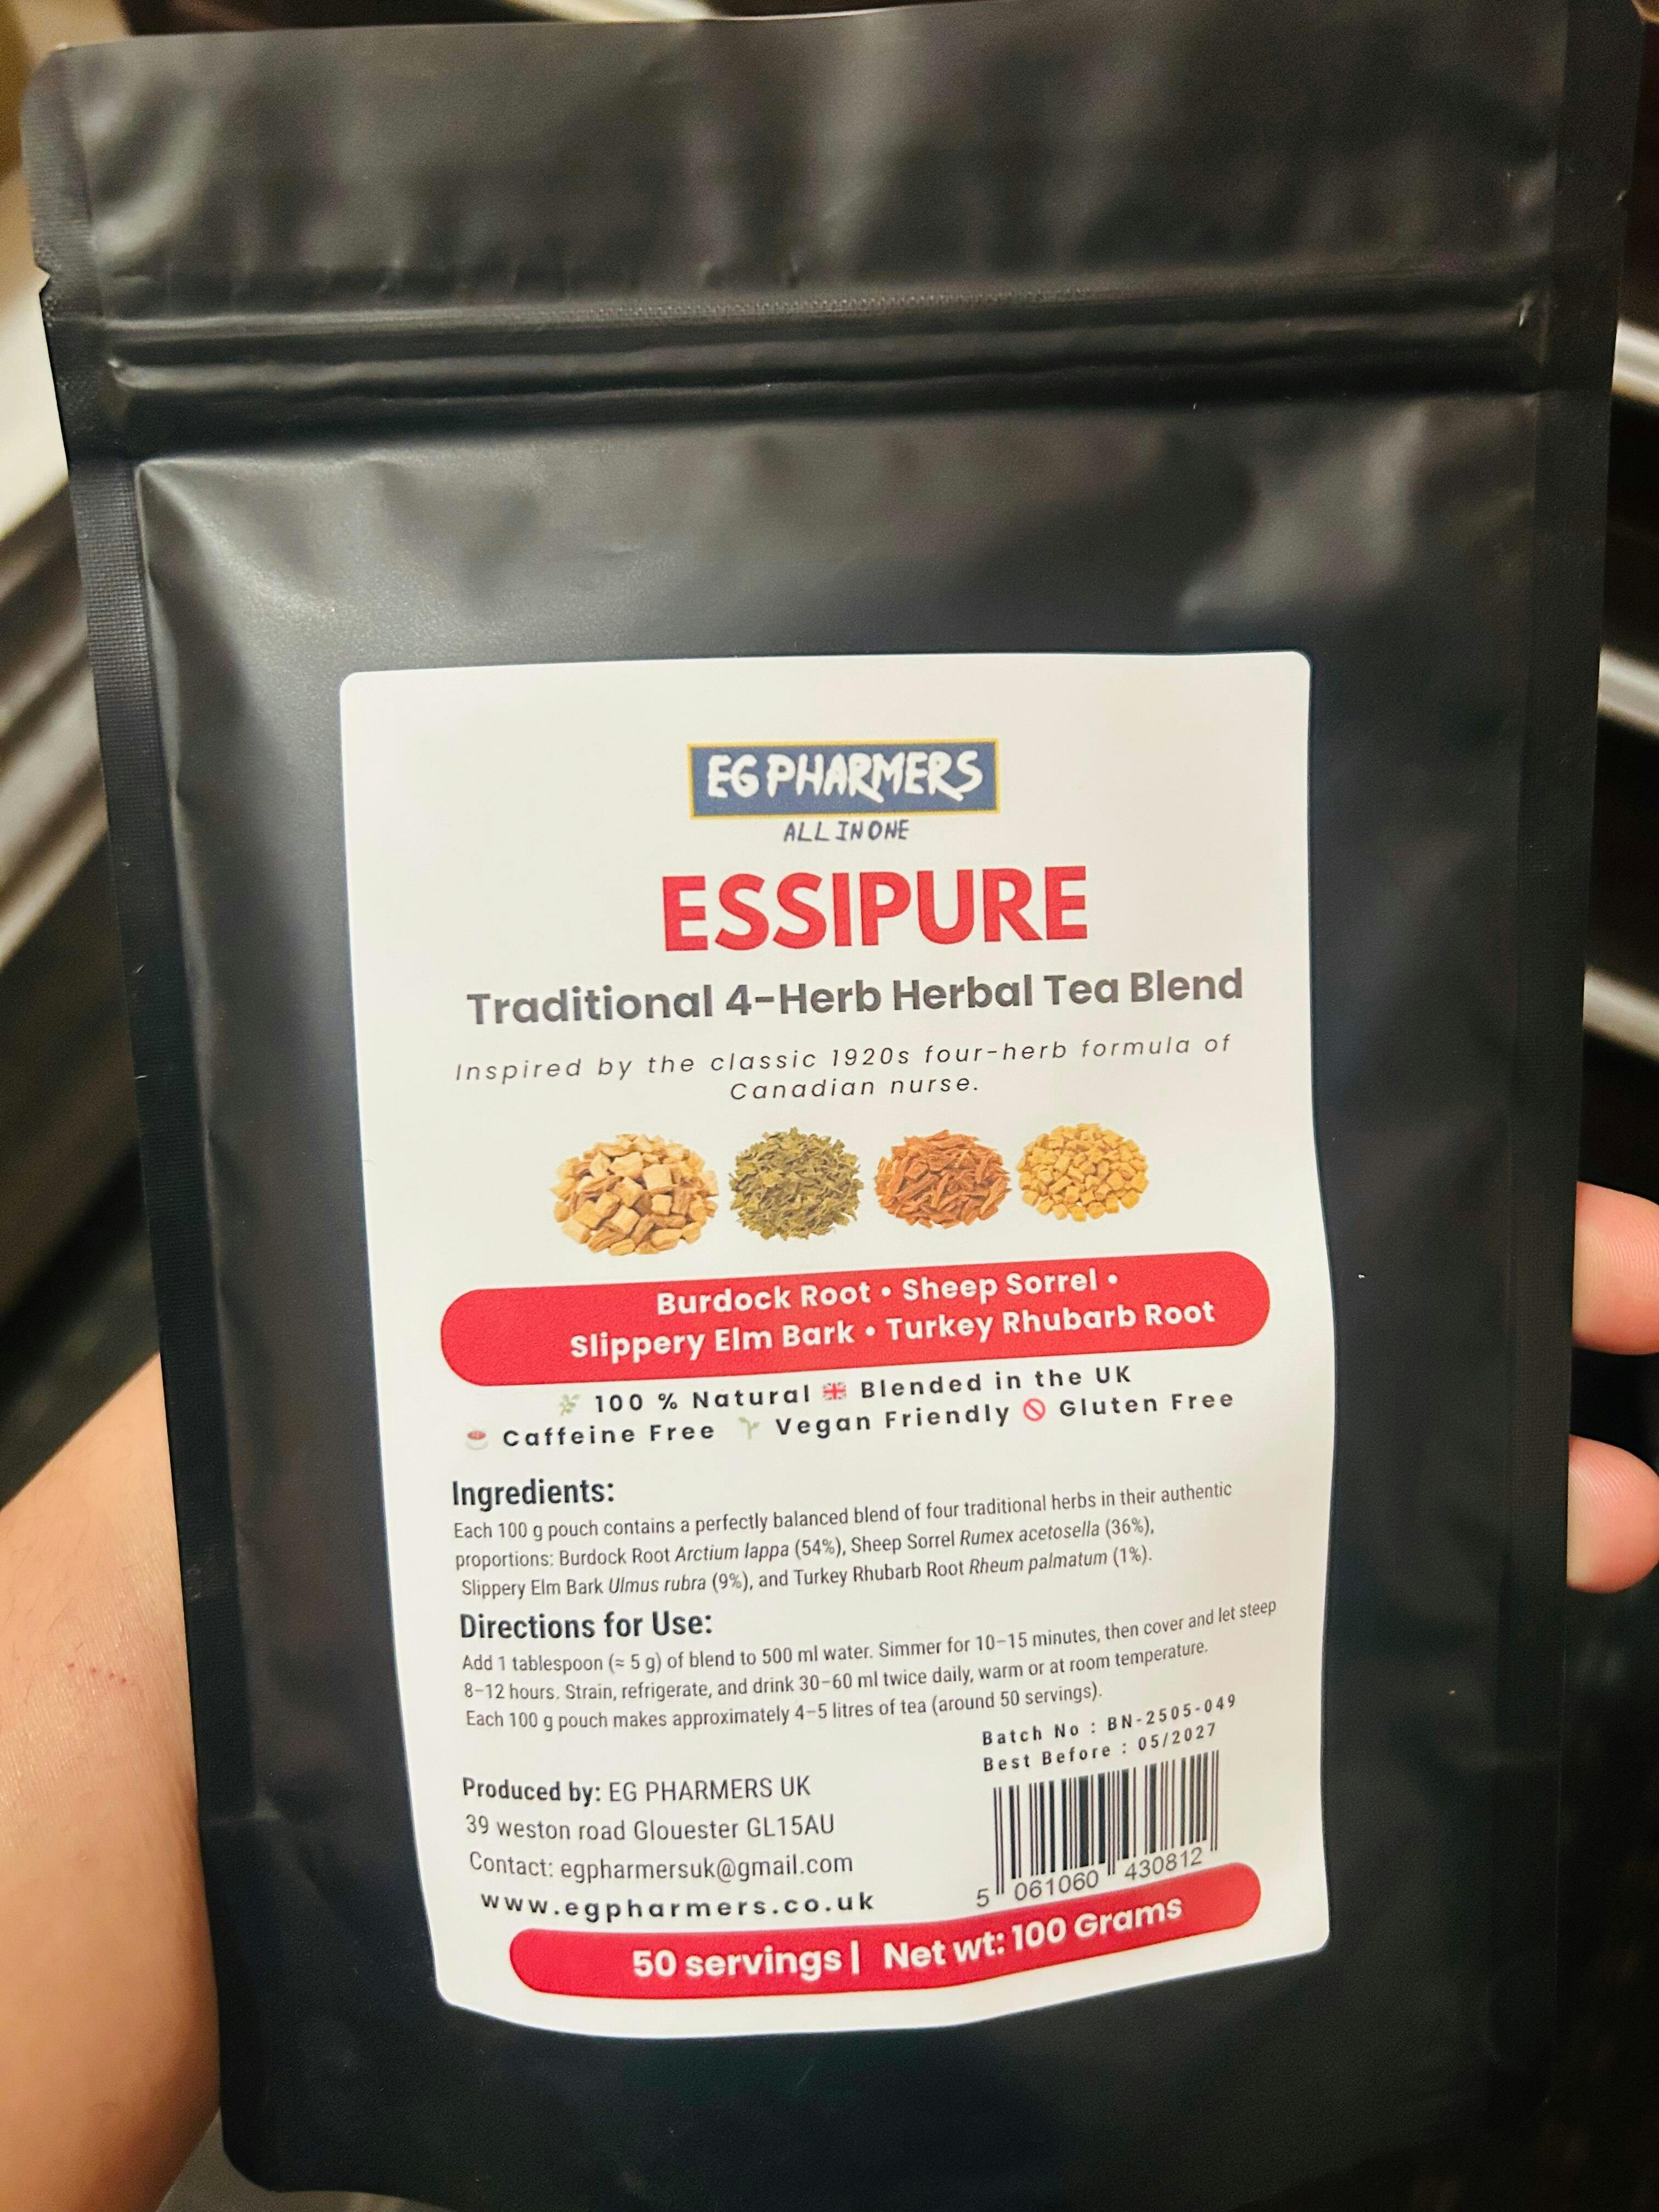 EG PHARMERS
ALL IN ONE
ESSIPURE
Traditional 4-Herb Herbal Tea Blend
Inspired by the classic 1920s four-herb formula of
Canadian nurse.
Burdock Root • Sheep Sorrel •
Slippery Elm Bark • Turkey Rhubarb Root
100 % Natural Blended in the UK
Caffeine Free Vegan Friendly Gluten Free
Ingredients:
Each 100 g pouch contains a perfectly balanced blend of four traditional herbs in their authentic
proportions: Burdock Root Arctium lappa (54%), Sheep Sorrel Rumex acetosella (36%),
Slippery Elm Bark Ulmus rubra (9%), and Turkey Rhubarb Root Rheum palmatum (1%).
Directions for Use:
Add 1 tablespoon (≈ 5 g) of blend to 500 ml water. Simmer for 10–15 minutes, then cover and let steep
8–12 hours. Strain, refrigerate, and drink 30–60 ml twice daily, warm or at room temperature.
Each 100 g pouch makes approximately 4–5 litres of tea (around 50 servings).
Batch No : BN-2505-049
Best Before : 05/2027
Produced by: EG PHARMERS UK
39 weston road Glouester GL15AU
Contact: egpharmersuk@gmail.com
www.egpharmers.co.uk
5 061060 430812
50 servings | Net wt: 100 Grams